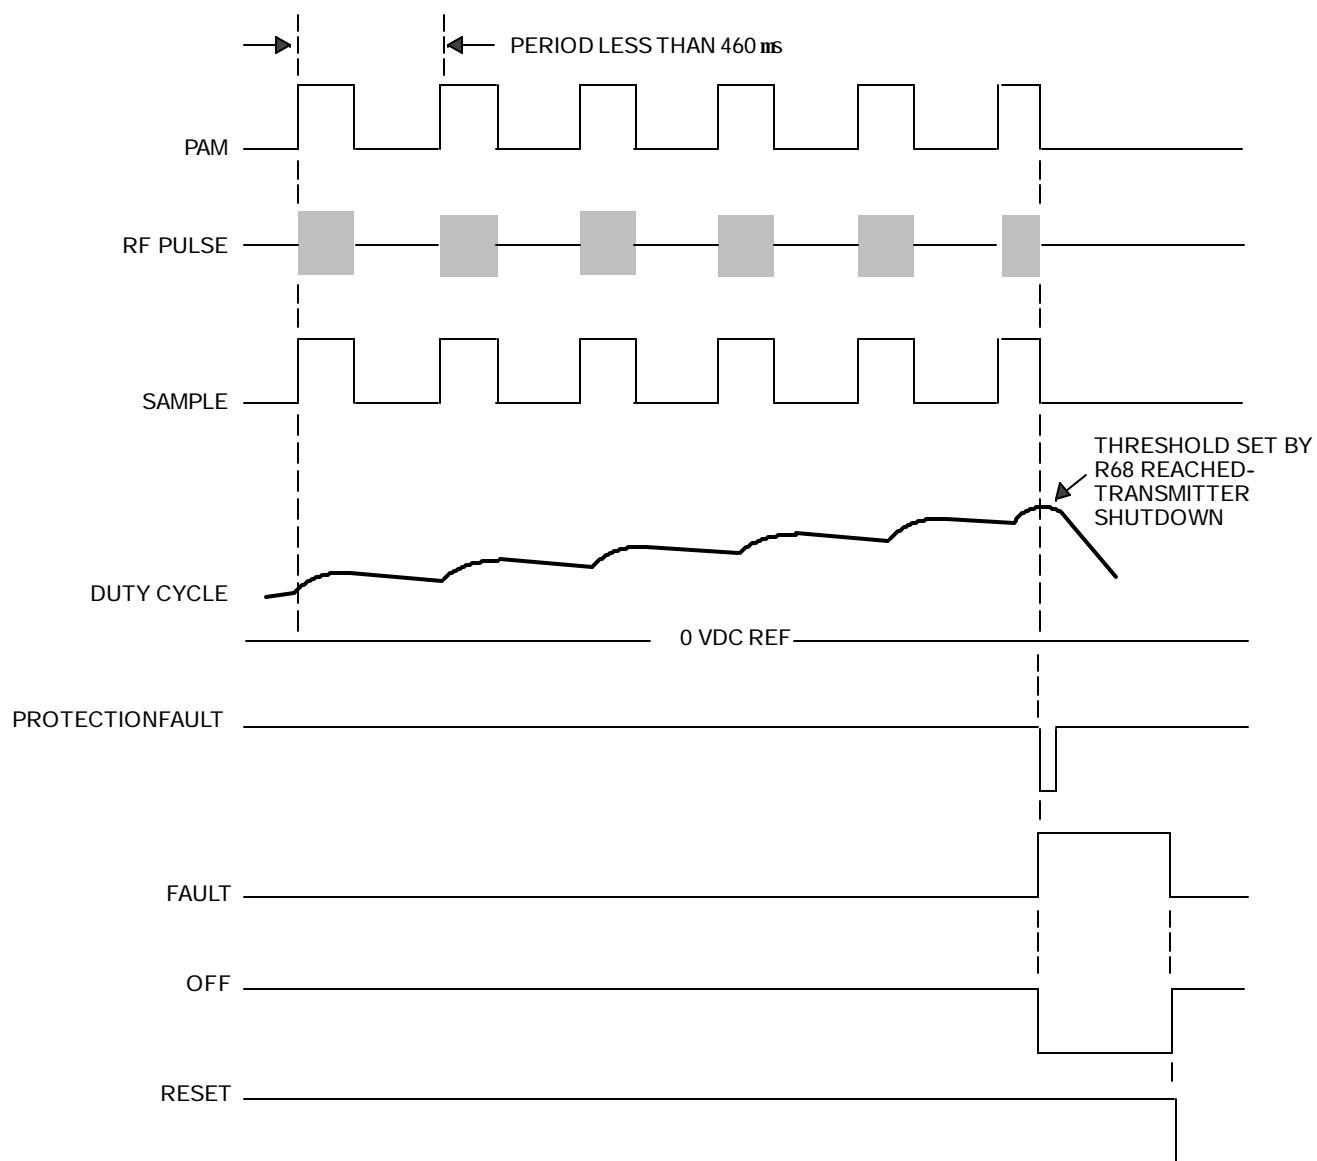 PERIOD LESS THAN 460 ms
PAM
RF PULSE
SAMPLE
THRESHOLD SET BY
R68 REACHED-
TRANSMITTER
SHUTDOWN
DUTY CYCLE
0 VDC REF
PROTECTIONFAULT
FAULT
OFF
RESET